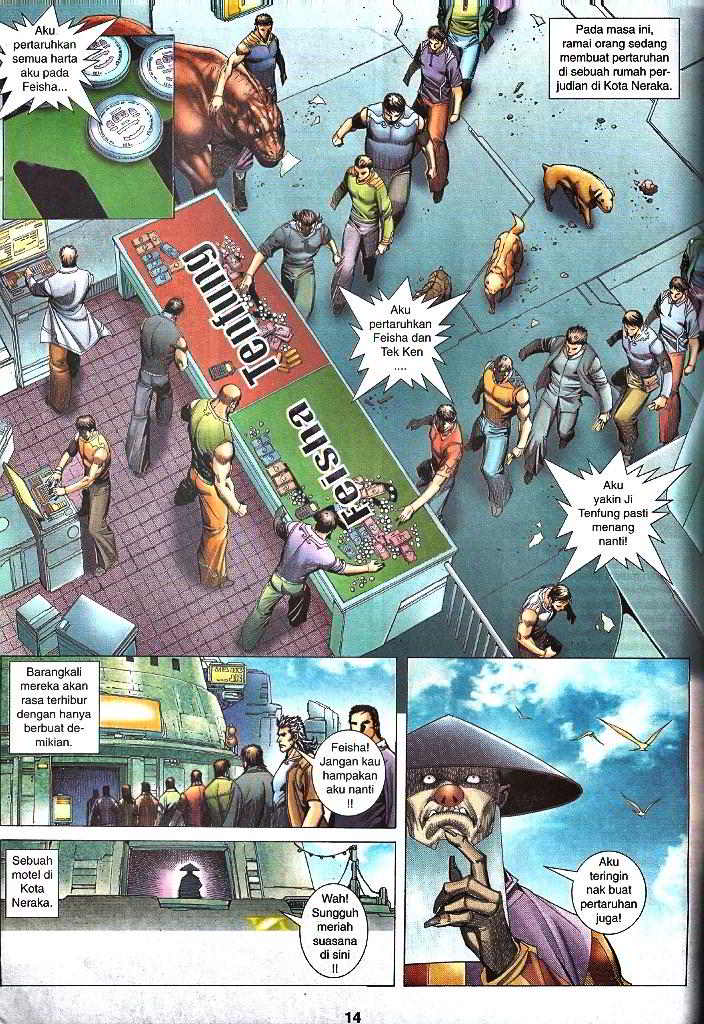 Aku
pertaruhkan
semua harta
aku pada
Feisha...
Pada masa ini,
ramai orang sedang
membuat pertaruhan
di sebuah rumah per-
judian di Kota Neraka.
Tenfung
Feisha
Aku
pertaruhkan
Feisha dan
Tek Ken
....
Aku
yakin Ji
Tenfung pasti
menang
nanti!
Barangkali
mereka akan
rasa terhibur
dengan hanya
berbuat de-
mikian.
Feisha!
Jangan kau
hampakan
aku nanti
!!
Sebuah
motel di
Kota
Neraka.
Wah!
Sungguh
meriah
suasana
di sini
!!
Aku
teringin
nak buat
pertaruhan
juga!
14